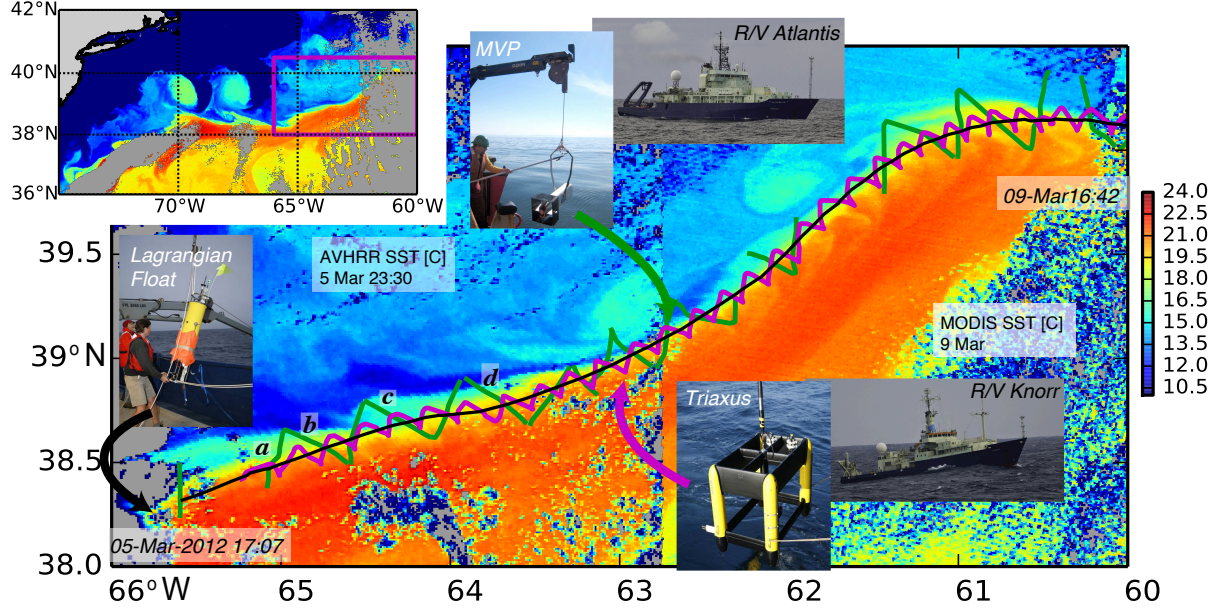 42°N
40°N
38°N
36°N
70°W
65°W
60°W
MVP
R/V Atlantis
09-Mar16:42
24.0
22.5
21.0
19.5
18.0
16.5
15.0
13.5
12.0
10.5
39.5
39°N
38.5
38.0
Lagrangian
Float
AVHRR SST [C]
5 Mar 23:30
MODIS SST [C]
9 Mar
a
b
c
d
Triaxus
R/V Knorr
05-Mar-2012 17:07
66°W
65
64
63
62
61
60